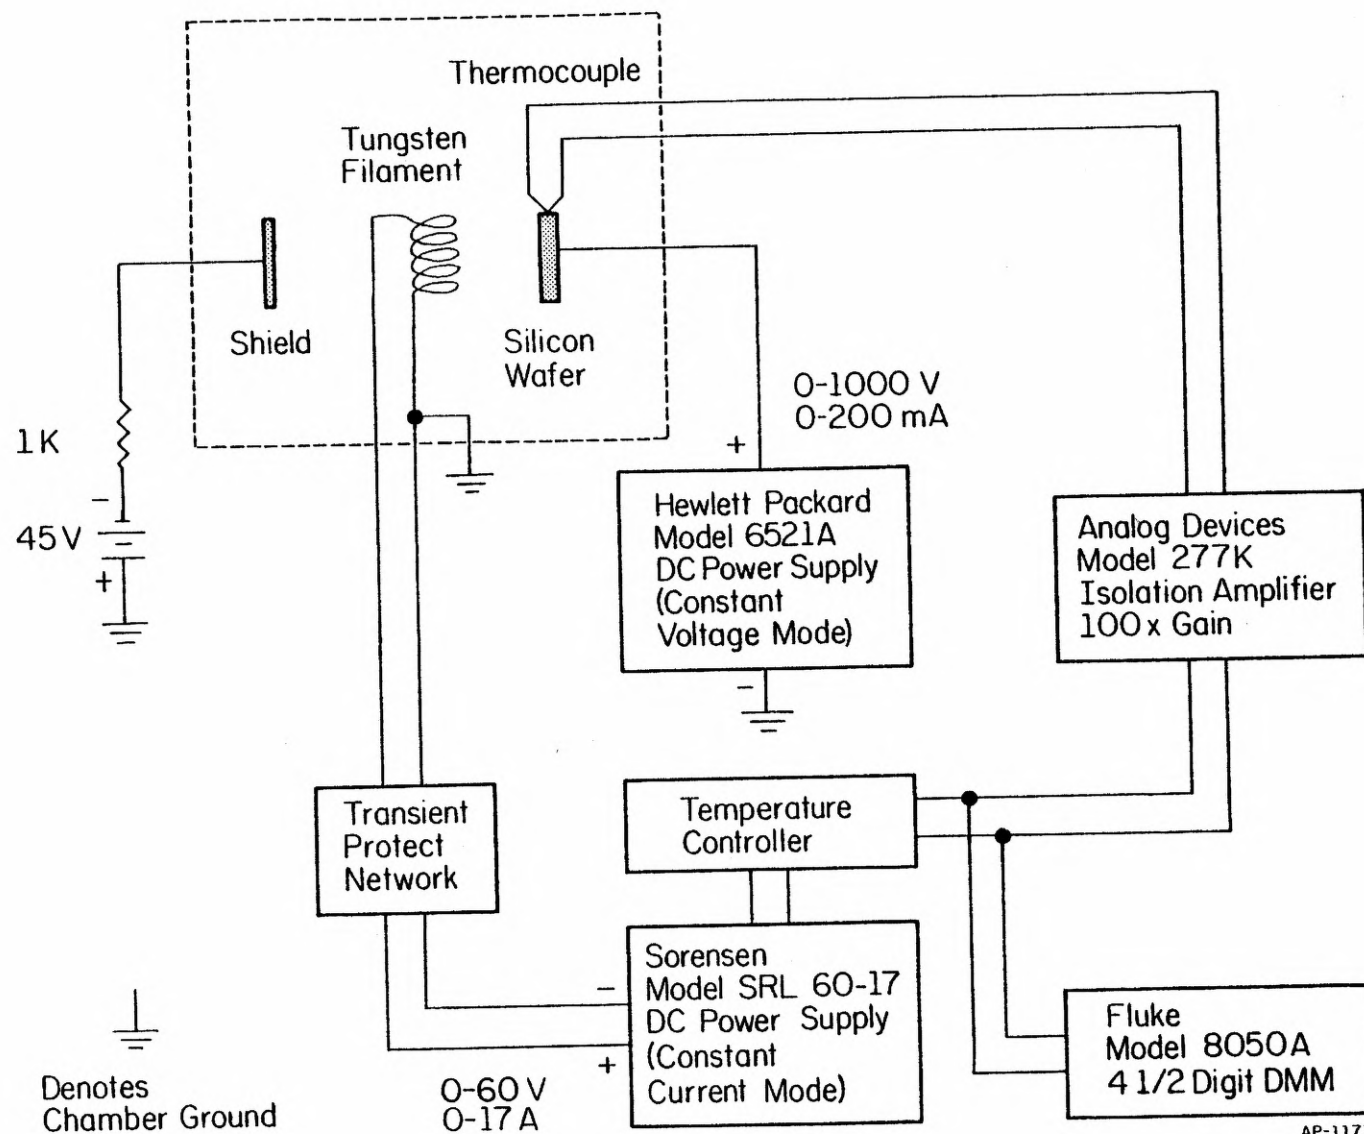 Thermocouple
Tungsten
Filament
Shield
Silicon
Wafer
1K
-
45V
+
0-1000 V
0-200 mA
+
Hewlett Packard
Model 6521A
DC Power Supply
(Constant
Voltage Mode)
-
Analog Devices
Model 277K
Isolation Amplifier
100x Gain
Transient
Protect
Network
Temperature
Controller
Sorensen
Model SRL 60-17
DC Power Supply
(Constant
Current Mode)
-
+
0-60 V
0-17 A
Fluke
Model 8050A
4 1/2 Digit DMM
Denotes
Chamber Ground
AP-117